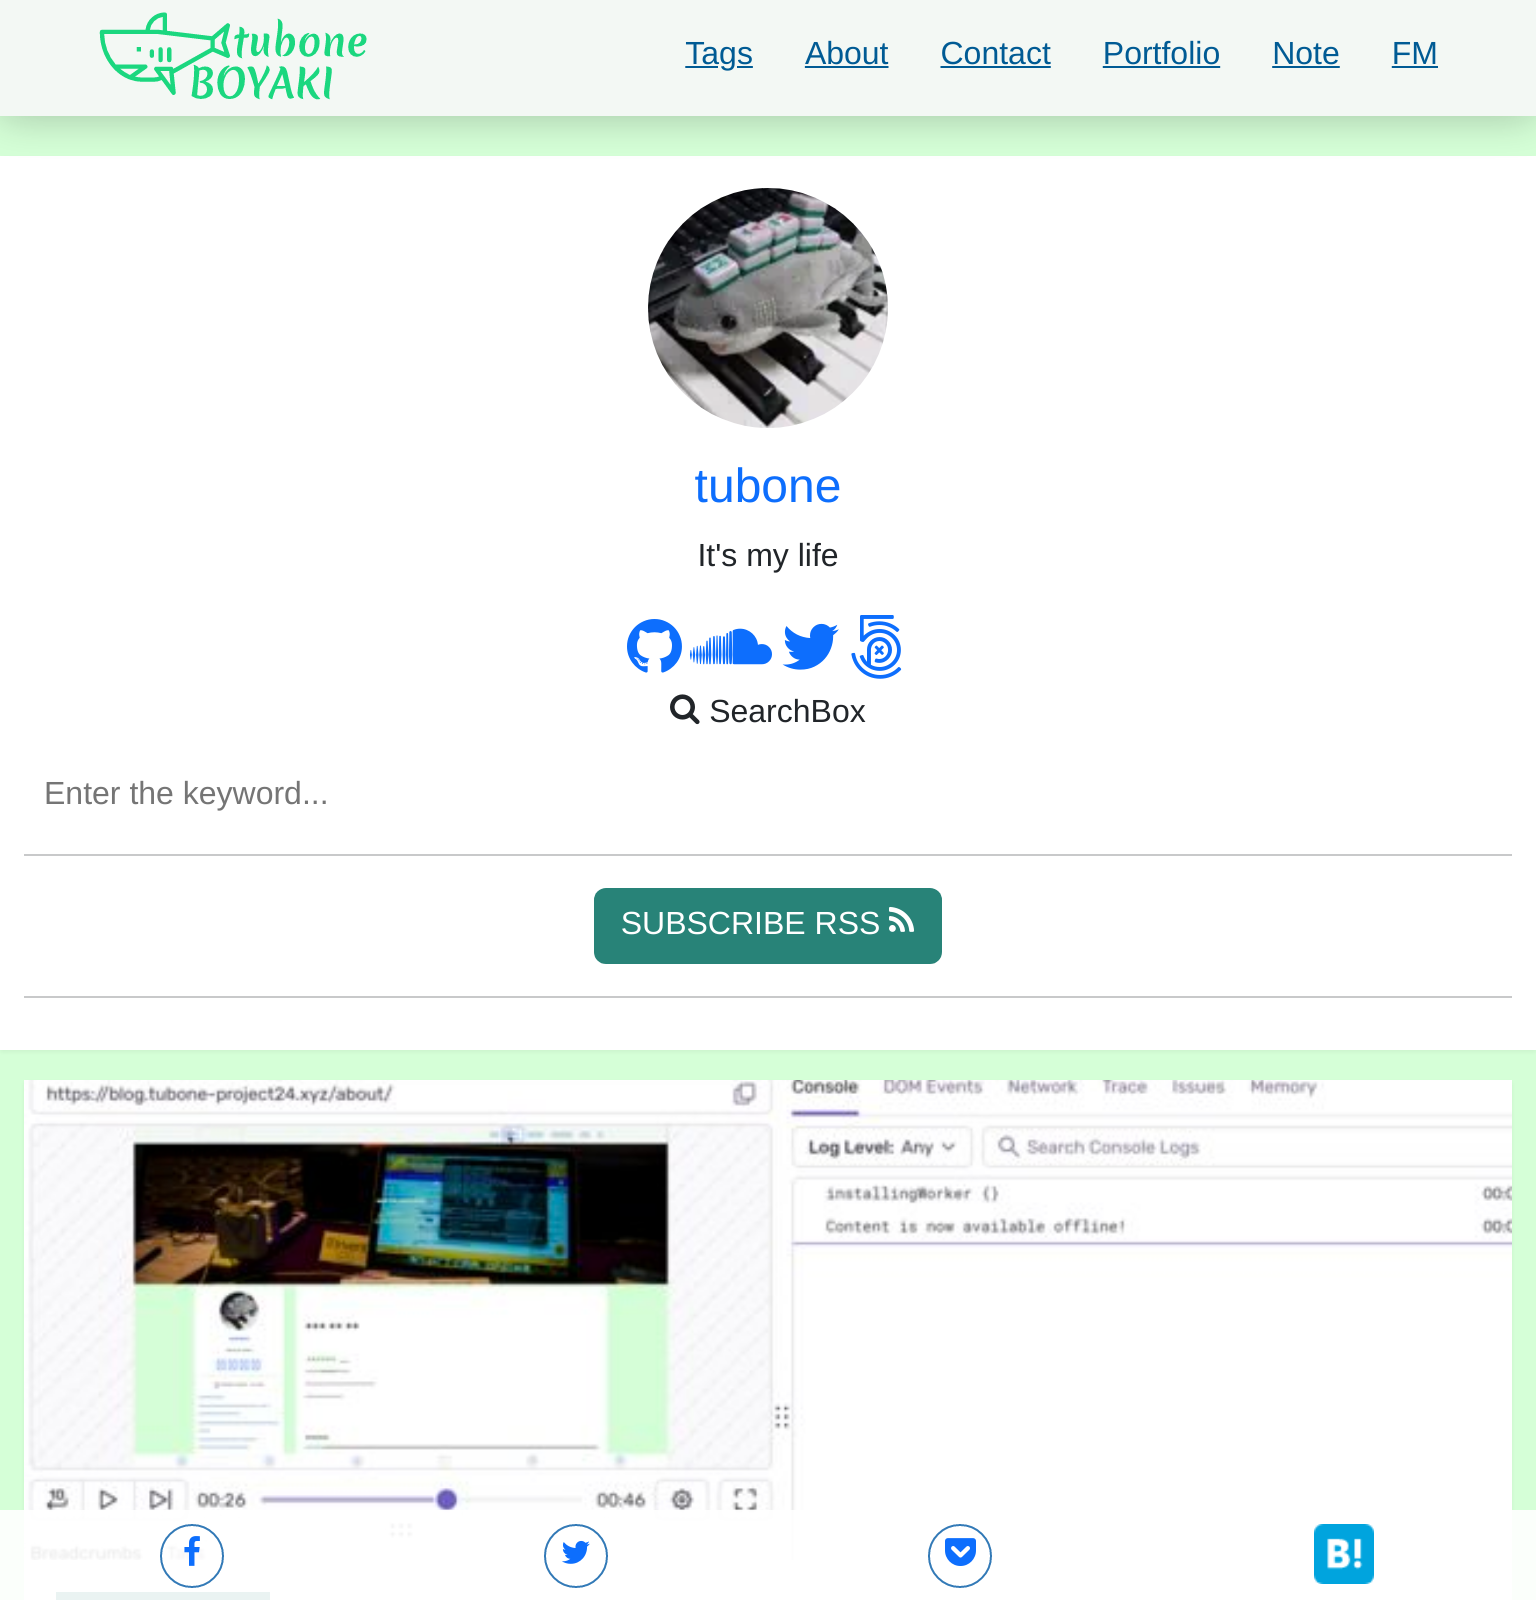 tubone
BOYAKI
Tags About Contact Portfolio Note FM
tubone
It's my life
SearchBox
Enter the keyword...
SUBSCRIBE RSS
https://blog.tubone-project24.xyz/about/
Console DOM Events Network Trace Issues Memory
Log Level: Any
Search Console Logs
installingWorker {}
Content is now available offline!
10
00:26
00:46
Breadcrumbs
B!